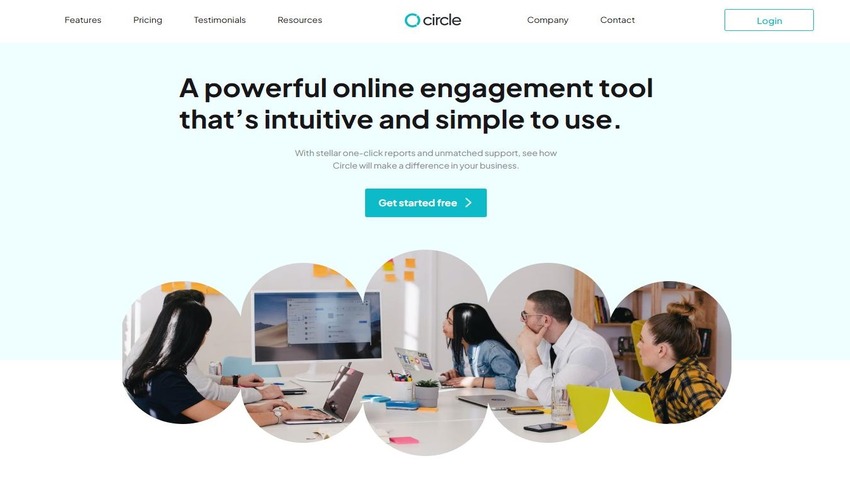 Features
Pricing
Testimonials
Resources
circle
Company
Contact
Login
A powerful online engagement tool
that’s intuitive and simple to use.
With stellar one-click reports and unmatched support, see how
Circle will make a difference in your business.
Get started free